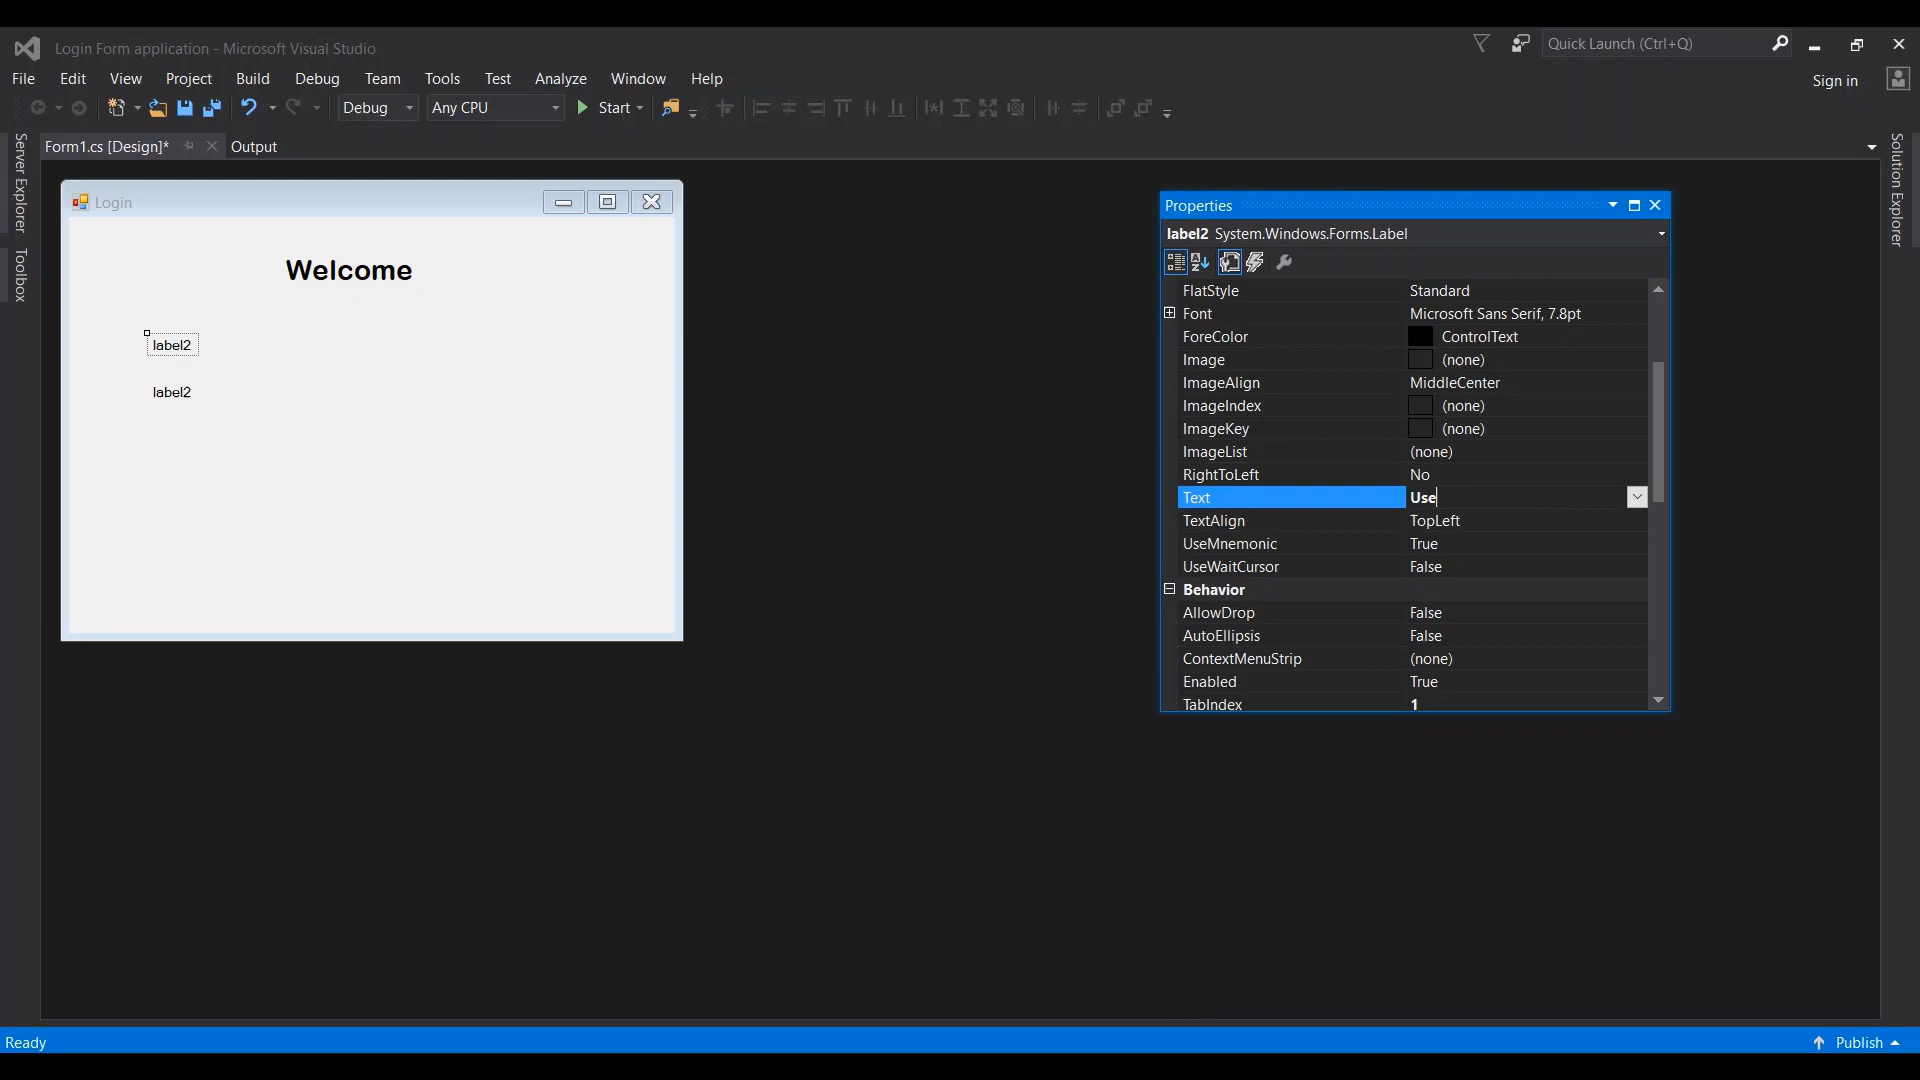 Login Form application - Microsoft Visual Studio
Quick Launch (Ctrl+Q)
File Edit View Project Build Debug Team Tools Test Analyze Window Help
Sign in
Debug Any CPU Start
Form1.cs [Design]* Output
Server Explorer
Toolbox
Solution Explorer
Login
Welcome
label2
label2
Properties
label2 System.Windows.Forms.Label
FlatStyle Standard
Font Microsoft Sans Serif, 7.8pt
ForeColor ControlText
Image (none)
ImageAlign MiddleCenter
ImageIndex (none)
ImageKey (none)
ImageList (none)
RightToLeft No
Text Use
TextAlign TopLeft
UseMnemonic True
UseWaitCursor False
Behavior
AllowDrop False
AutoEllipsis False
ContextMenuStrip (none)
Enabled True
TabIndex 1
Ready
Publish